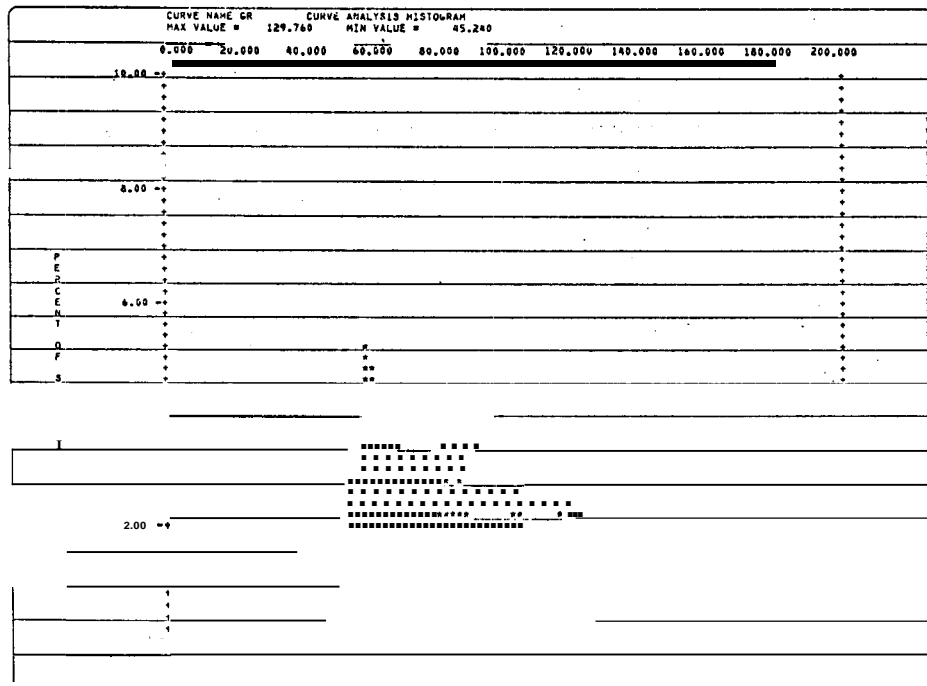 CURVE NAME GR CURVE ANALYSIS HISTOGRAM
MAX VALUE = 129.760 MIN VALUE = 45.240
0.000 20.000 40.000 60.000 80.000 100.000 120.000 140.000 160.000 180.000 200.000
10.00
8.00
P
E
R
C
E
N
T
6.00
O
F
S
I
2.00